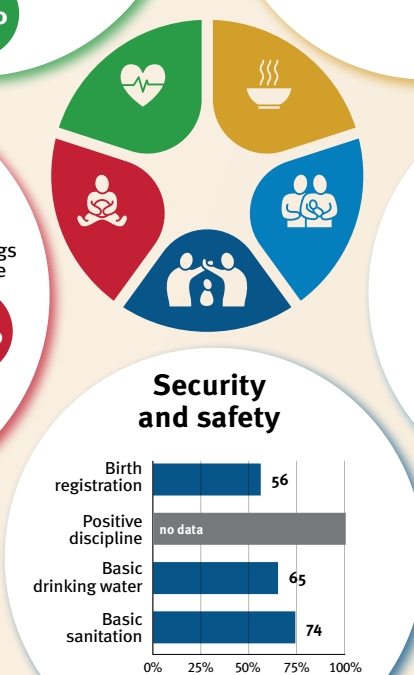 Security
and safety
Birth
registration
56
Positive
discipline
no data
Basic
drinking water
65
Basic
sanitation
74
0% 25% 50% 75% 100%